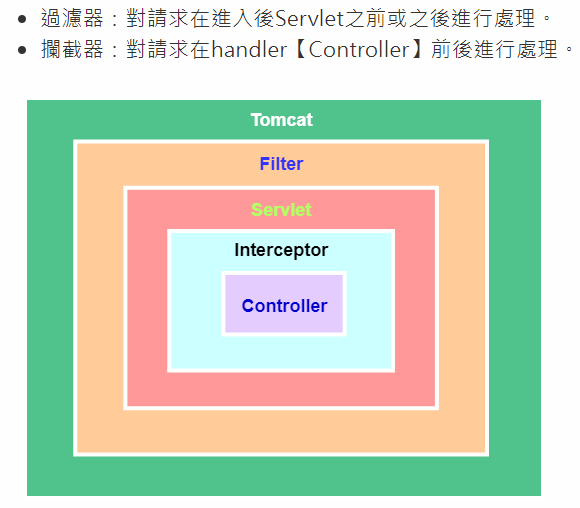 過濾器：對請求在進入後Servlet之前或之後進行處理。
攔截器：對請求在handler【Controller】前後進行處理。
Tomcat
Filter
Servlet
Interceptor
Controller